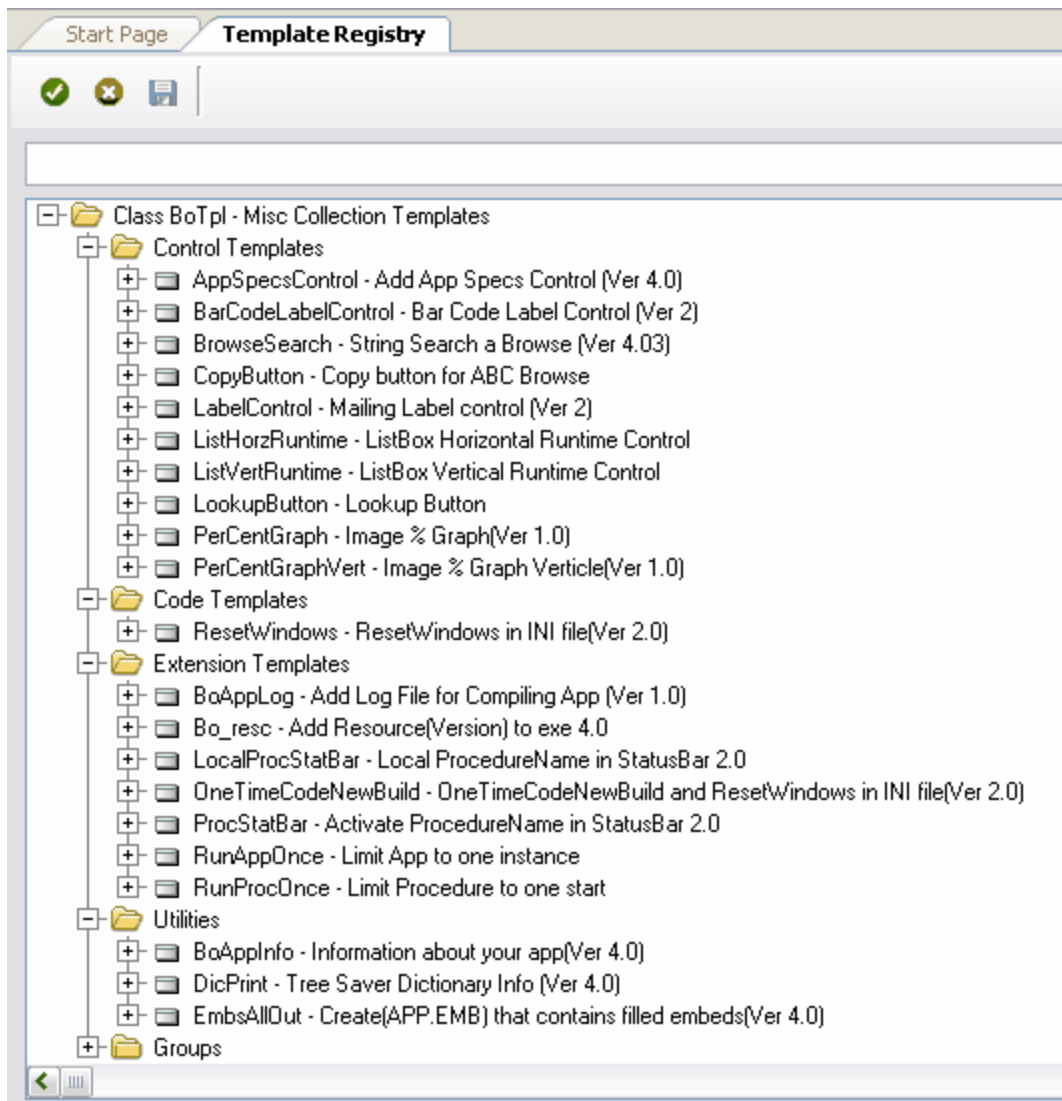 Start Page
Template Registry
Class BoTpl - Misc Collection Templates
Control Templates
AppSpecsControl - Add App Specs Control (Ver 4.0)
BarCodeLabelControl - Bar Code Label Control (Ver 2)
BrowseSearch - String Search a Browse (Ver 4.03)
CopyButton - Copy button for ABC Browse
LabelControl - Mailing Label control (Ver 2)
ListHorzRuntime - ListBox Horizontal Runtime Control
ListVertRuntime - ListBox Vertical Runtime Control
LookupButton - Lookup Button
PerCentGraph - Image % Graph(Ver 1.0)
PerCentGraphVert - Image % Graph Verticle(Ver 1.0)
Code Templates
ResetWindows - ResetWindows in INI file(Ver 2.0)
Extension Templates
BoAppLog - Add Log File for Compiling App (Ver 1.0)
Bo_resc - Add Resource(Version) to exe 4.0
LocalProcStatBar - Local ProcedureName in StatusBar 2.0
OneTimeCodeNewBuild - OneTimeCodeNewBuild and ResetWindows in INI file(Ver 2.0)
ProcStatBar - Activate ProcedureName in StatusBar 2.0
RunAppOnce - Limit App to one instance
RunProcOnce - Limit Procedure to one start
Utilities
BoAppInfo - Information about your app(Ver 4.0)
DicPrint - Tree Saver Dictionary Info (Ver 4.0)
EmbsAllOut - Create(APP.EMB) that contains filled embeds(Ver 4.0)
Groups